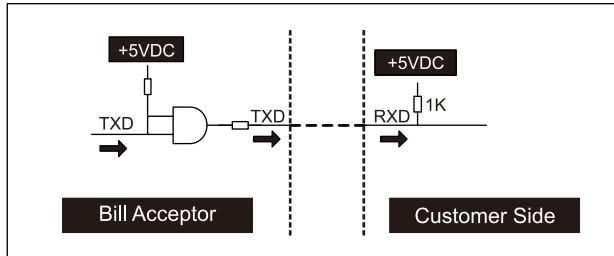 +5VDC
+5VDC
1K
TXD
TXD
RXD
Bill Acceptor
Customer Side